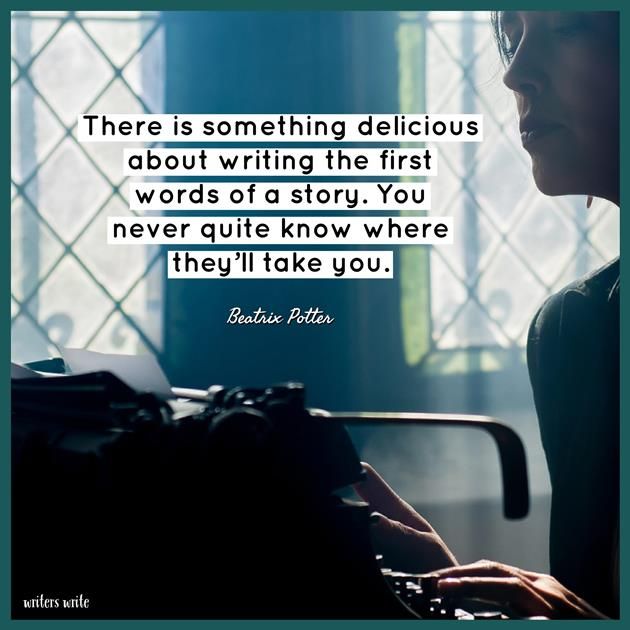 There is something delicious
about writing the first
words of a story. You
never quite know where
they'll take you.
Beatrix Potter
writers write